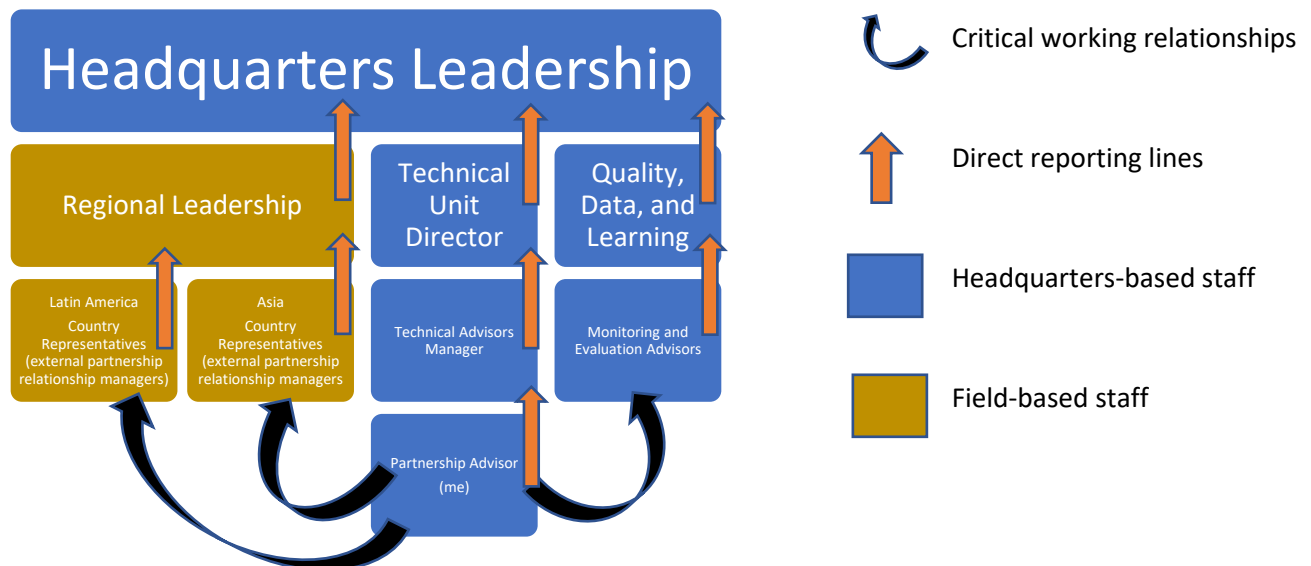 Headquarters Leadership
Regional Leadership
Technical
Unit
Director
Quality,
Data, and
Learning
Latin America
Country
Representatives
(external partnership
relationship managers)
Asia
Country
Representatives
(external partnership
relationship managers
Technical Advisors
Manager
Monitoring and
Evaluation Advisors
Partnership Advisor
(me)
Critical working relationships
Direct reporting lines
Headquarters-based staff
Field-based staff